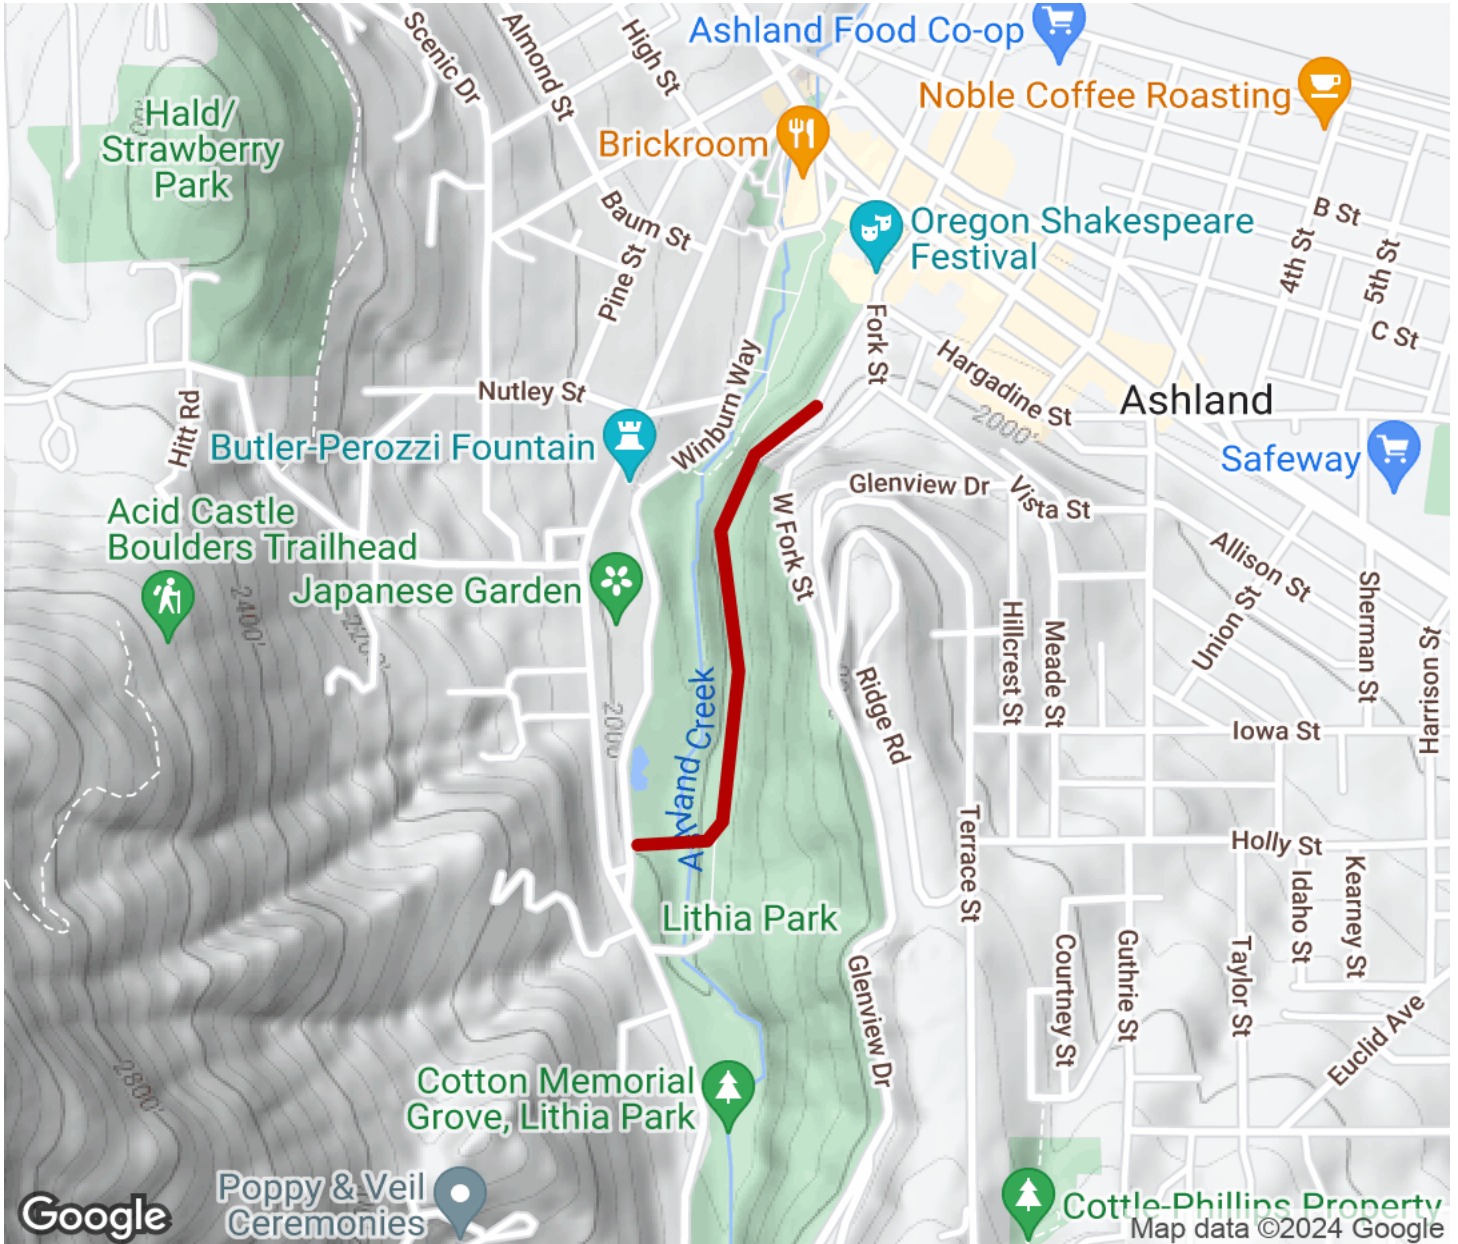 Ashland Food Co-op
Scenic Dr
Almond St
High St
Noble Coffee Roasting
Hald/
Strawberry
Park
Brickroom
Baum St
Pine St
Oregon Shakespeare
Festival
B St
4th St
5th St
C St
Fork St
Hargadine St
Winburn Way
Nutley St
Hitt Rd
Ashland
2000'
Butler-Perozzi Fountain
Safeway
Glenview Dr
Vista St
W Fork St
Acid Castle
Boulders Trailhead
Japanese Garden
Allison St
Union St
Sherman St
Harrison St
2400'
2200'
Hillcrest St
Meade St
Ridge Rd
2000
Ashland Creek
Iowa St
Terrace St
Holly St
Idaho St
Kearney St
Lithia Park
Courtney St
Guthrie St
Taylor St
Glenview Dr
Euclid Ave
2800'
Cotton Memorial
Grove, Lithia Park
Poppy & Veil
Ceremonies
Cottle-Phillips Property
Google
Map data ©2024 Google